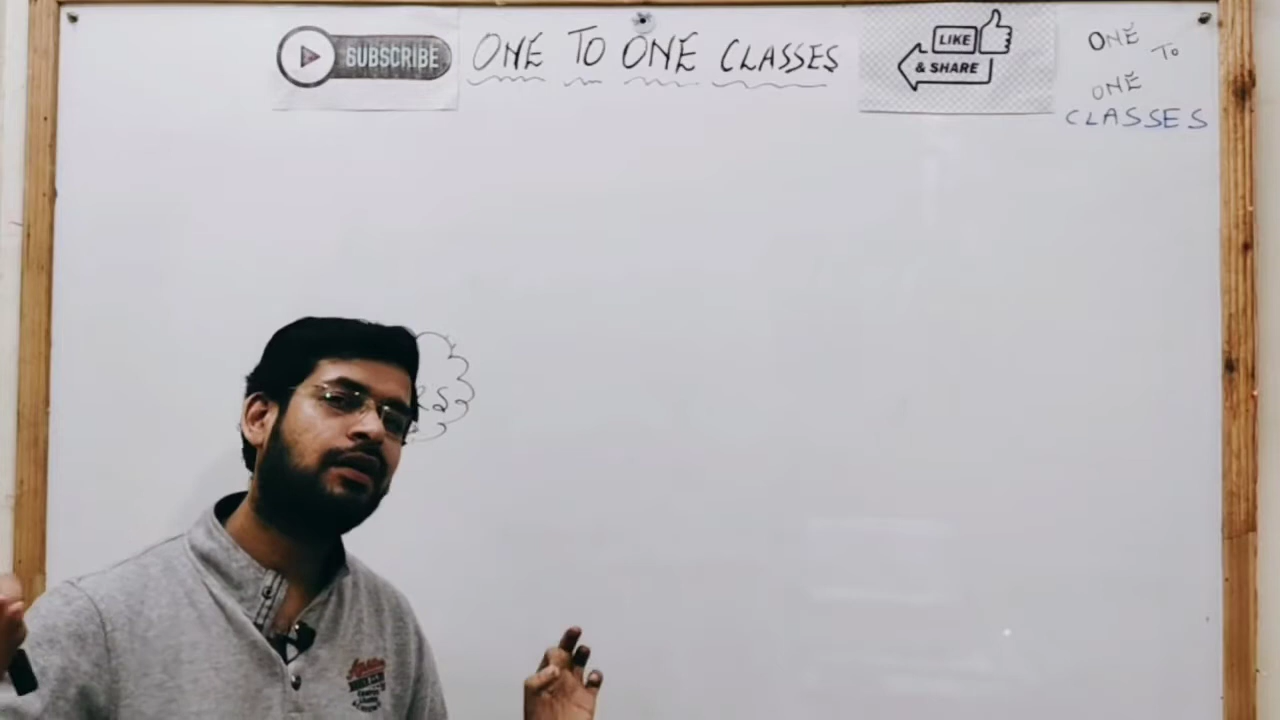 SUBSCRIBE
ONE TO ONE CLASSES
LIKE
& SHARE
ONE
TO
ONE
CLASSES